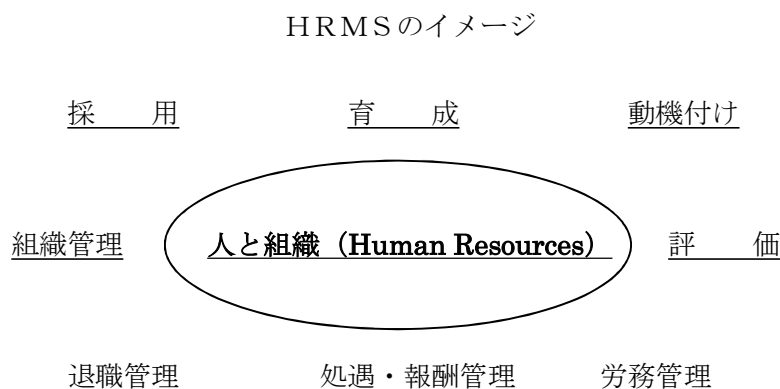 ＨＲＭＳのイメージ
採　　用　　育　　成　　動機付け
組織管理　人と組織（Human Resources）　評　　価
退職管理　処遇・報酬管理　労務管理